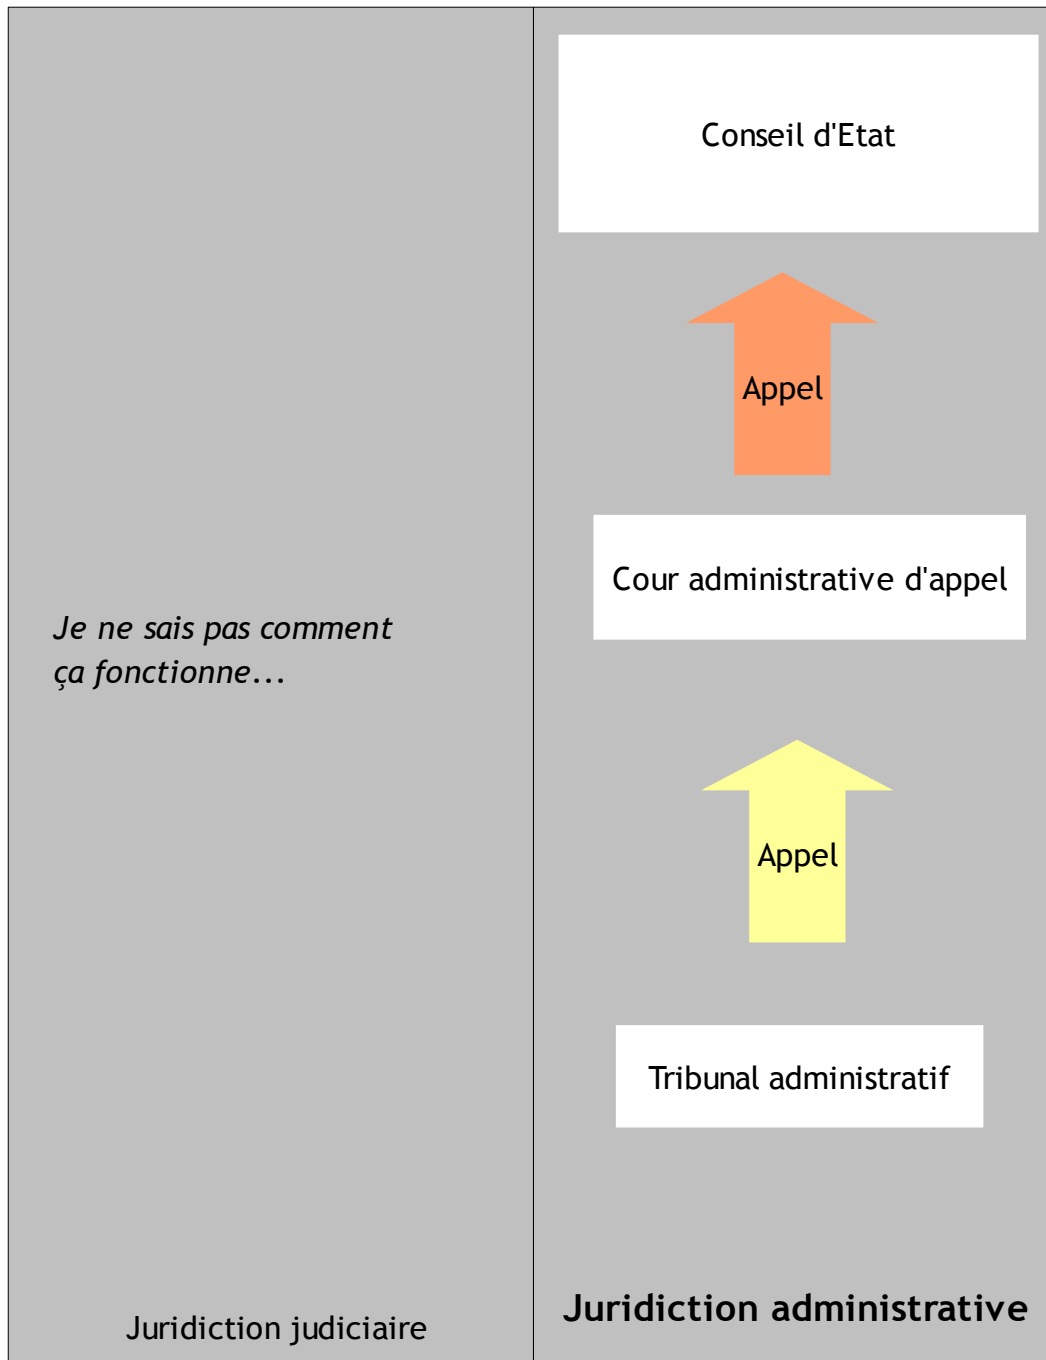 Conseil d'Etat
Appel
Cour administrative d'appel
Je ne sais pas comment
ça fonctionne...
Appel
Tribunal administratif
Juridiction administrative
Juridiction judiciaire